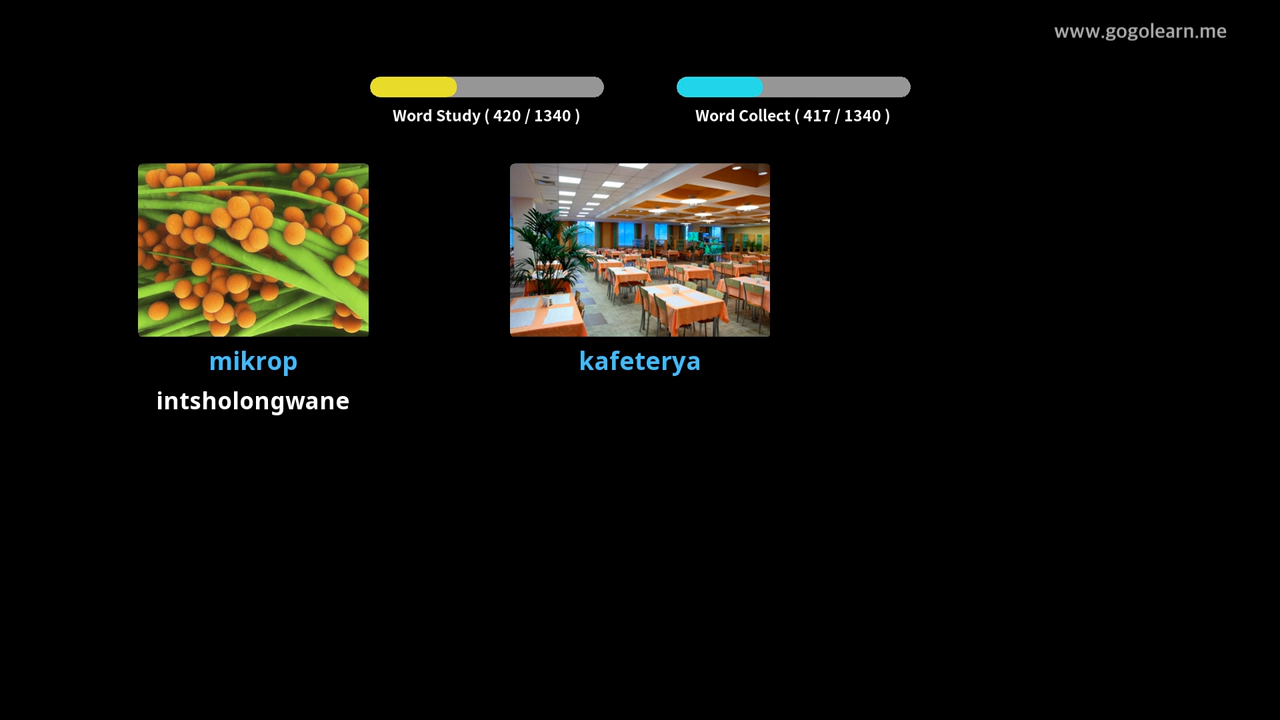 www.gogolearn.me
Word Study ( 420 / 1340 )
Word Collect ( 417 / 1340 )
mikrop
intsholongwane
kafeterya